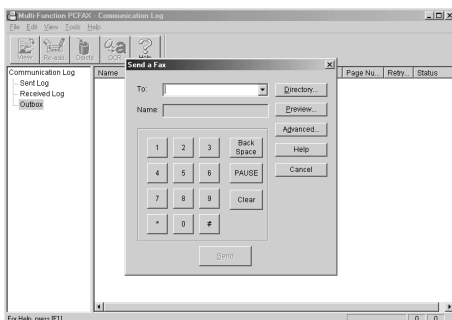 Multi-Function PCFAX - Communication Log
File Edit View Tools Help
View Re-add Delete OCR Help
Communication Log
Sent Log
Received Log
Outbox
Name Page Nu... Retry... Status
Send a Fax
To: Directory...
Name: Preview...
Advanced...
1 2 3 Back Space Help
4 5 6 PAUSE Cancel
7 8 9 Clear
* 0 #
Send
For Help, press [F1] 0 0